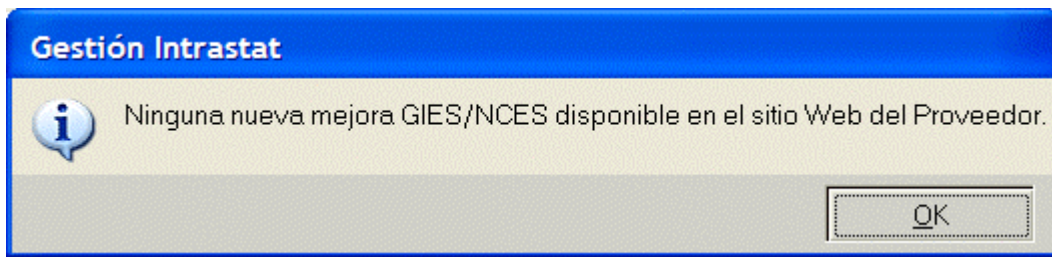 Gestión Intrastat
Ninguna nueva mejora GIES/NCES disponible en el sitio Web del Proveedor.
OK